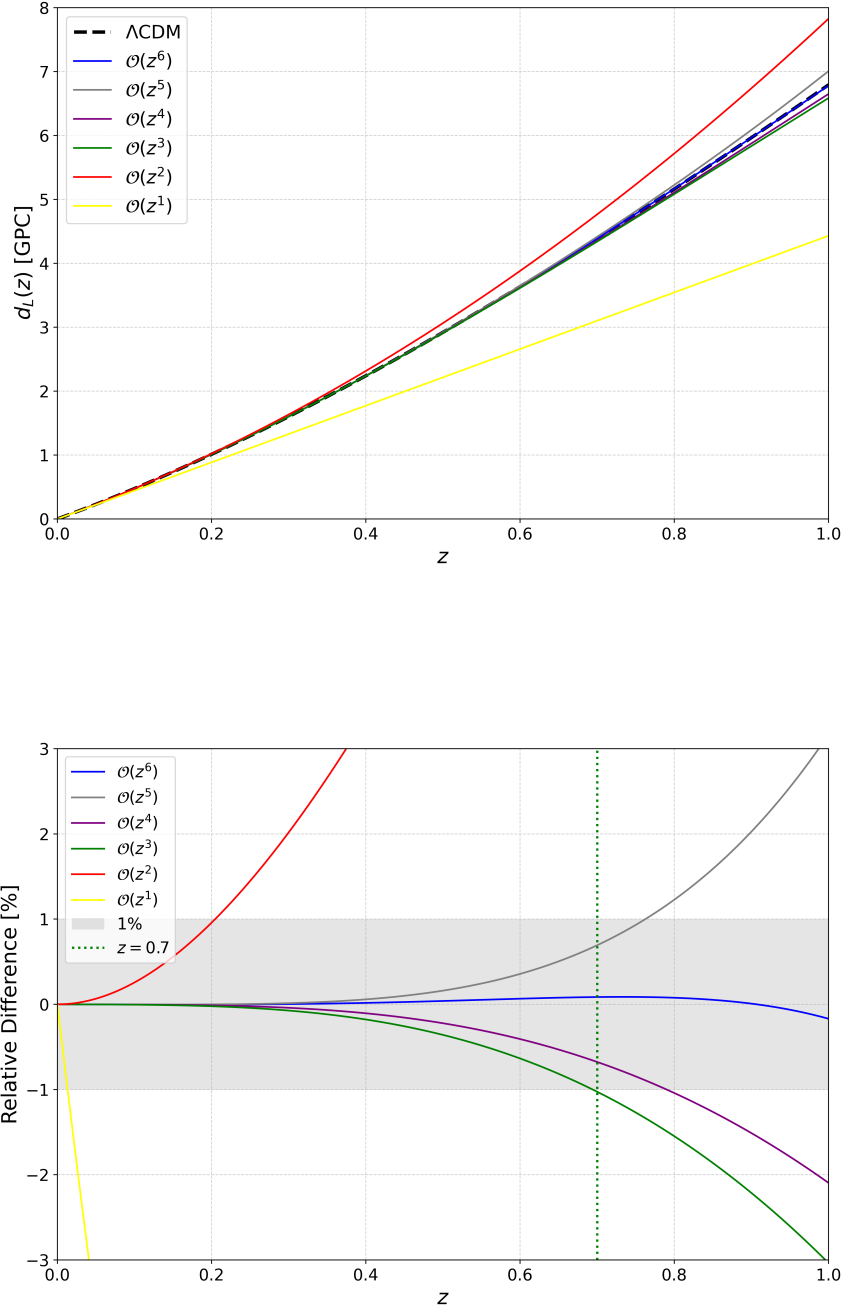 8
7
6
5
4
3
2
1
0
d_L(z) [GPC]
ΛCDM
𝒪(z⁶)
𝒪(z⁵)
𝒪(z⁴)
𝒪(z³)
𝒪(z²)
𝒪(z¹)
0.0 0.2 0.4 0.6 0.8 1.0
z
3
2
1
0
−1
−2
−3
Relative Difference [%]
𝒪(z⁶)
𝒪(z⁵)
𝒪(z⁴)
𝒪(z³)
𝒪(z²)
𝒪(z¹)
1%
z = 0.7
0.0 0.2 0.4 0.6 0.8 1.0
z